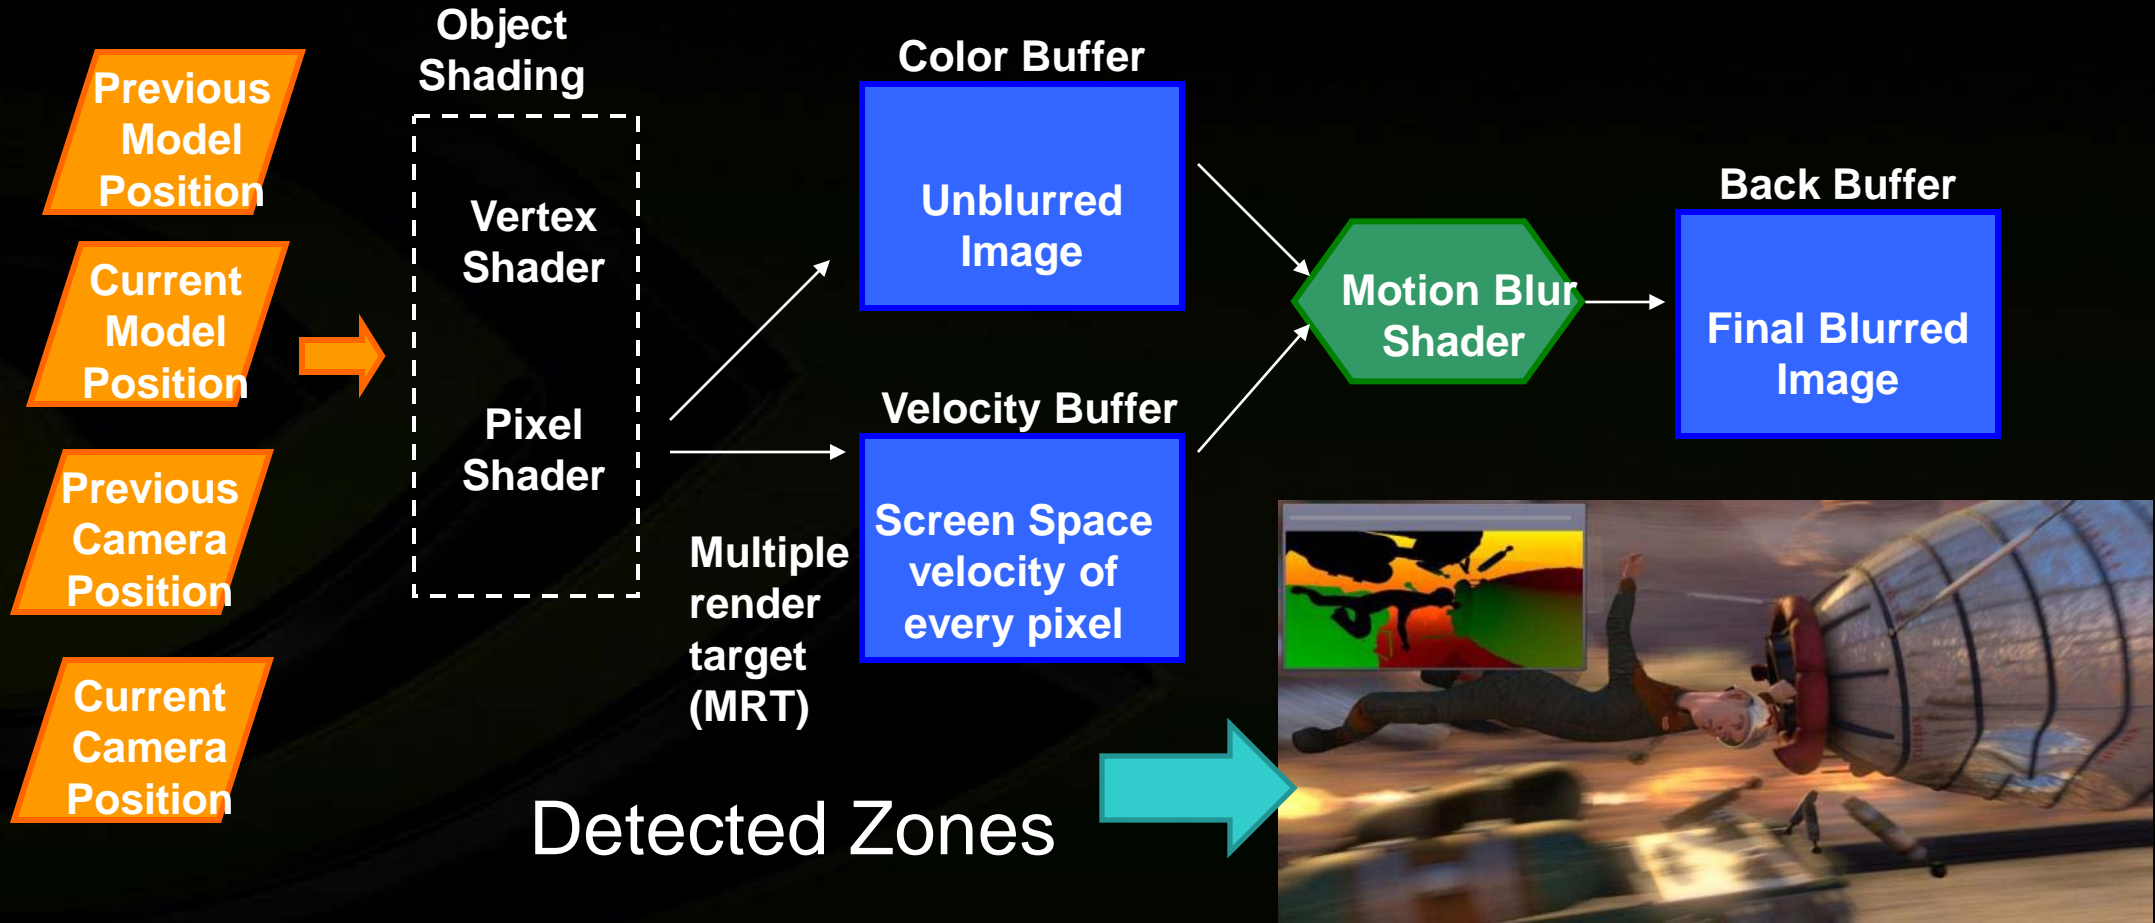 Previous
Model
Position
Current
Model
Position
Previous
Camera
Position
Current
Camera
Position
Object
Shading
Vertex
Shader
Pixel
Shader
Multiple
render
target
(MRT)
Color Buffer
Unblurred
Image
Velocity Buffer
Screen Space
velocity of
every pixel
Motion Blur
Shader
Back Buffer
Final Blurred
Image
Detected Zones